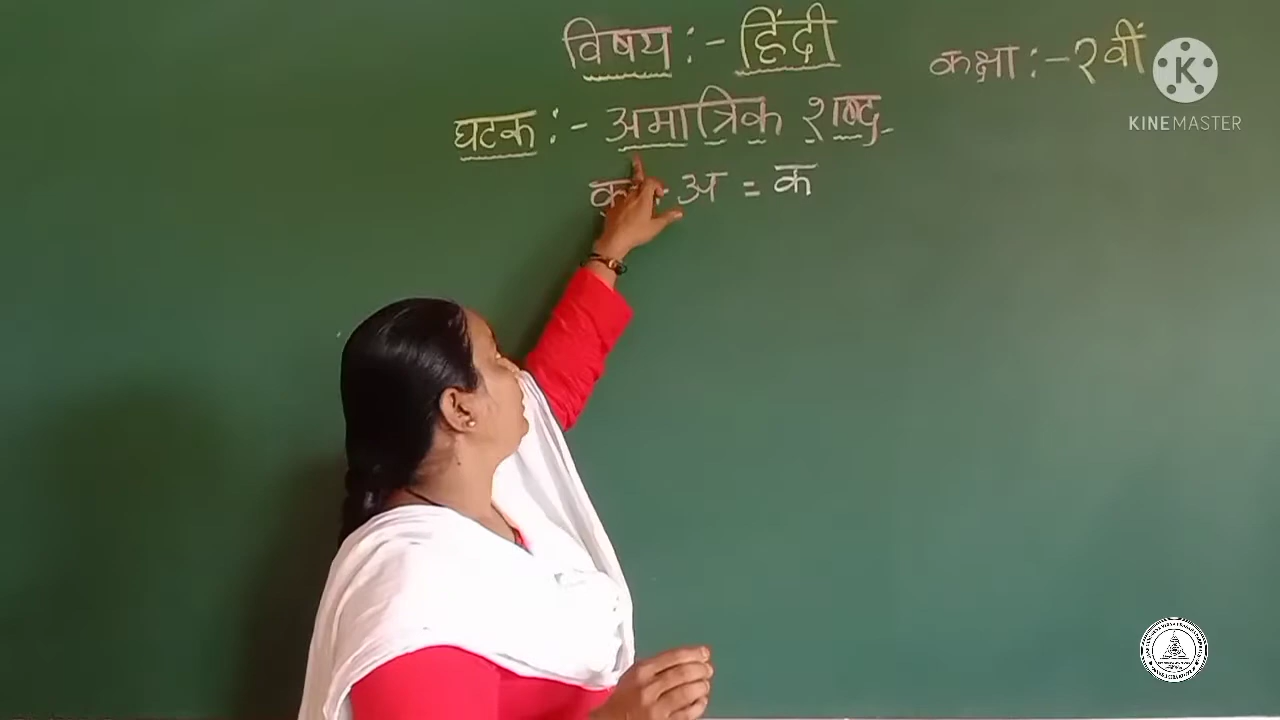 विषय :- हिंदी
कक्षा :- २वीं
घटक :- अमात्रिक शब्द
क् + अ = क
KINEMASTER